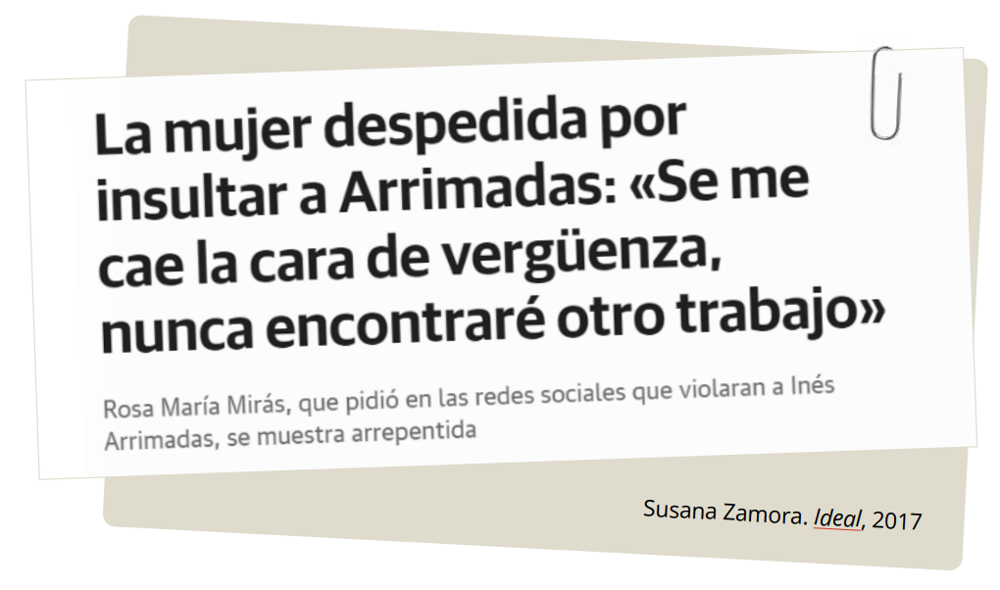 La mujer despedida por
insultar a Arrimadas: «Se me
cae la cara de vergüenza,
nunca encontraré otro trabajo»
Rosa María Mirás, que pidió en las redes sociales que violaran a Inés
Arrimadas, se muestra arrepentida
Susana Zamora. Ideal, 2017